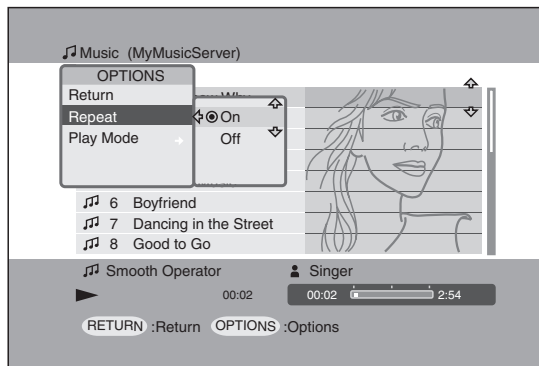 Music (MyMusicServer)
OPTIONS
Return
Repeat
On
Play Mode
Off
6 Boyfriend
7 Dancing in the Street
8 Good to Go
Smooth Operator Singer
00:02 00:02 2:54
RETURN :Return OPTIONS :Options